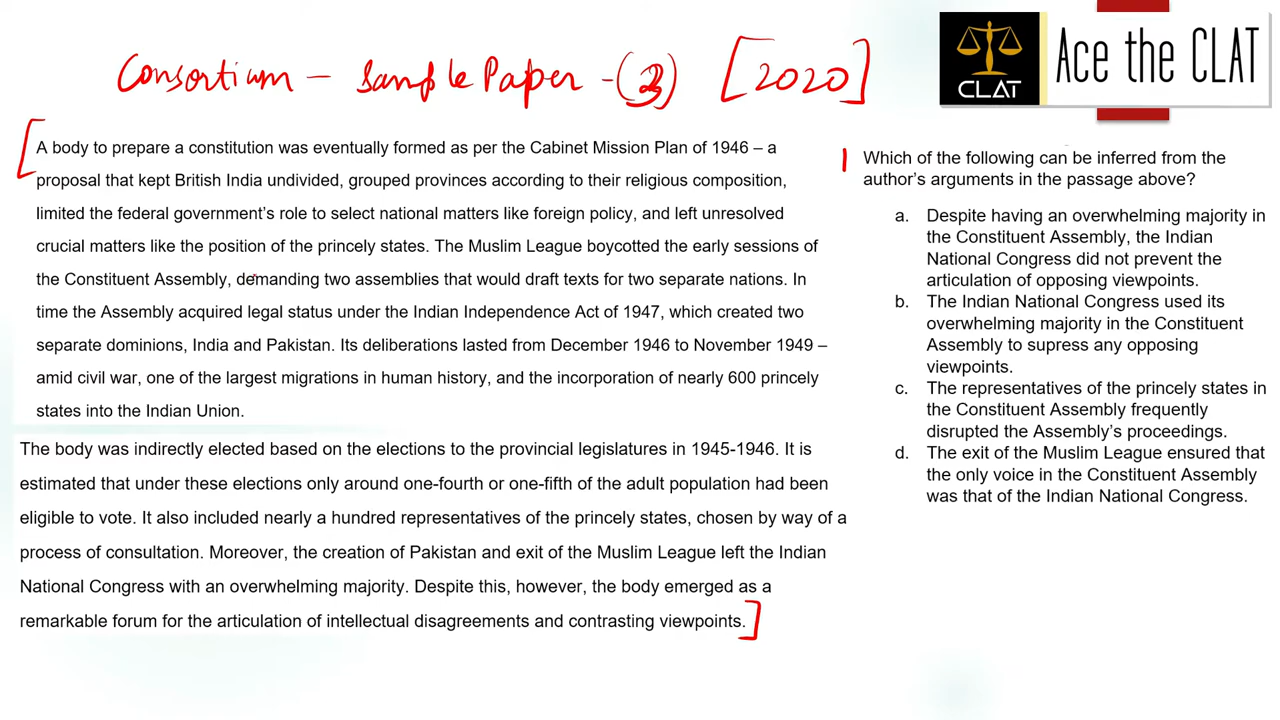 Consortium - Sample Paper - (3) [2020]
CLAT
Ace the CLAT
A body to prepare a constitution was eventually formed as per the Cabinet Mission Plan of 1946 – a
proposal that kept British India undivided, grouped provinces according to their religious composition,
limited the federal government's role to select national matters like foreign policy, and left unresolved
crucial matters like the position of the princely states. The Muslim League boycotted the early sessions of
the Constituent Assembly, demanding two assemblies that would draft texts for two separate nations. In
time the Assembly acquired legal status under the Indian Independence Act of 1947, which created two
separate dominions, India and Pakistan. Its deliberations lasted from December 1946 to November 1949 –
amid civil war, one of the largest migrations in human history, and the incorporation of nearly 600 princely
states into the Indian Union.
The body was indirectly elected based on the elections to the provincial legislatures in 1945-1946. It is
estimated that under these elections only around one-fourth or one-fifth of the adult population had been
eligible to vote. It also included nearly a hundred representatives of the princely states, chosen by way of a
process of consultation. Moreover, the creation of Pakistan and exit of the Muslim League left the Indian
National Congress with an overwhelming majority. Despite this, however, the body emerged as a
remarkable forum for the articulation of intellectual disagreements and contrasting viewpoints.
1 Which of the following can be inferred from the
author's arguments in the passage above?
a. Despite having an overwhelming majority in
the Constituent Assembly, the Indian
National Congress did not prevent the
articulation of opposing viewpoints.
b. The Indian National Congress used its
overwhelming majority in the Constituent
Assembly to supress any opposing
viewpoints.
c. The representatives of the princely states in
the Constituent Assembly frequently
disrupted the Assembly's proceedings.
d. The exit of the Muslim League ensured that
the only voice in the Constituent Assembly
was that of the Indian National Congress.